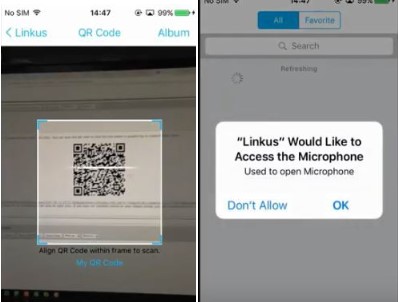 No SIM 14:47 99%
Linkus QR Code Album
Align QR Code within frame to scan.
My QR Code
No SIM 14:47 99%
All Favorite
Search
Refreshing
"Linkus" Would Like to
Access the Microphone
Used to open Microphone
Don't Allow OK